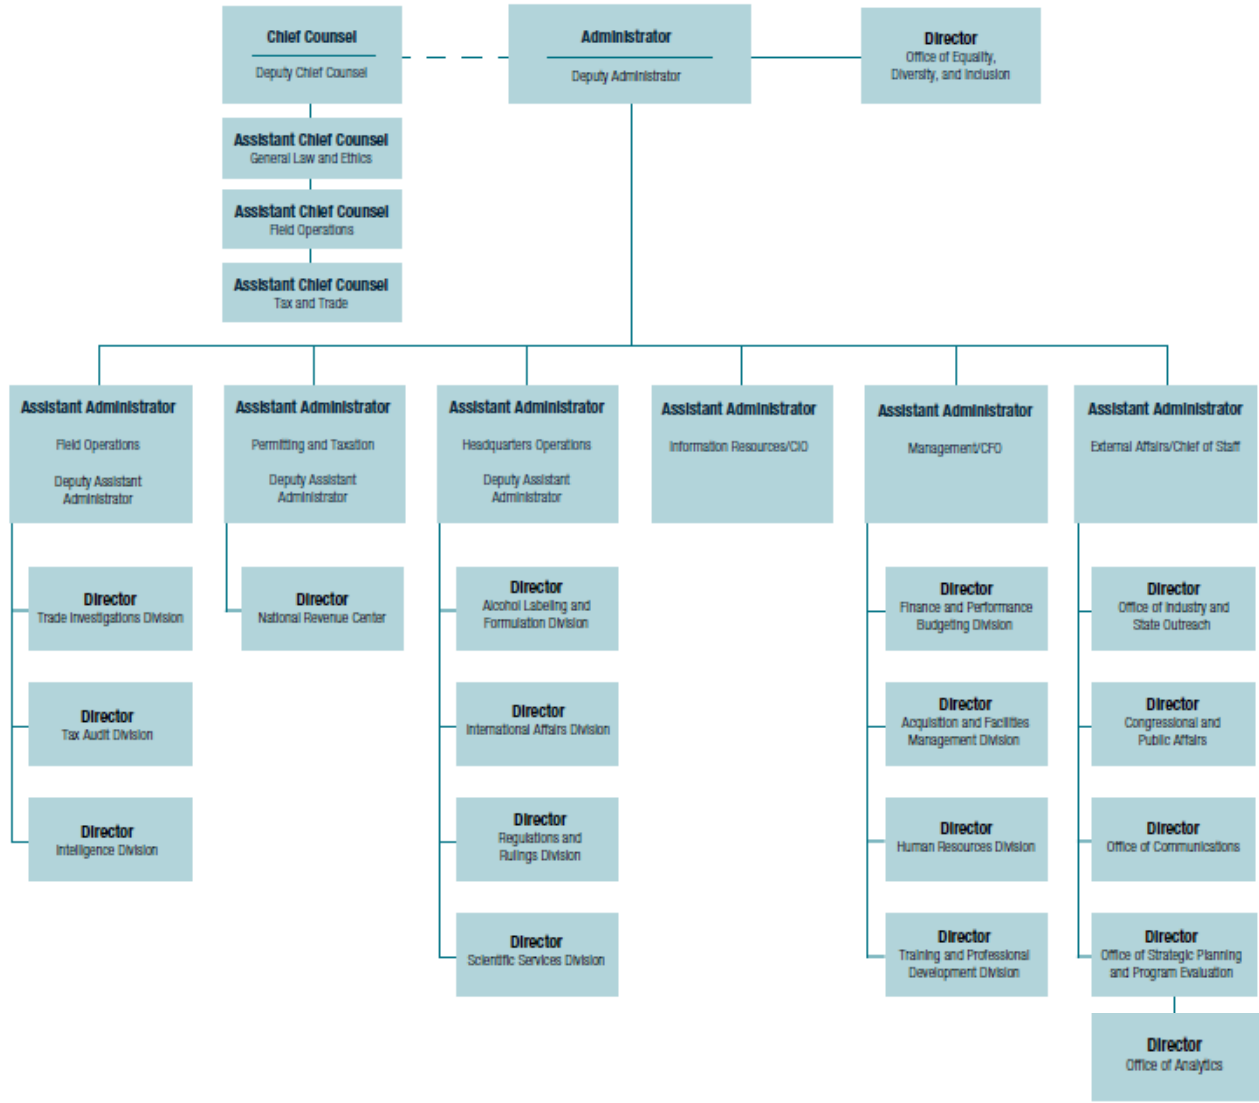 Chief Counsel
Deputy Chief Counsel
Administrator
Deputy Administrator
Director
Office of Equality,
Diversity, and Inclusion
Assistant Chief Counsel
General Law and Ethics
Assistant Chief Counsel
Field Operations
Assistant Chief Counsel
Tax and Trade
Assistant Administrator
Field Operations
Deputy Assistant
Administrator
Assistant Administrator
Permitting and Taxation
Deputy Assistant
Administrator
Assistant Administrator
Headquarters Operations
Deputy Assistant
Administrator
Assistant Administrator
Information Resources/CIO
Assistant Administrator
Management/CFO
Assistant Administrator
External Affairs/Chief of Staff
Director
Trade Investigations Division
Director
Tax Audit Division
Director
Intelligence Division
Director
National Revenue Center
Director
Alcohol Labeling and
Formulation Division
Director
International Affairs Division
Director
Regulations and
Rulings Division
Director
Scientific Services Division
Director
Finance and Performance
Budgeting Division
Director
Acquisition and Facilities
Management Division
Director
Human Resources Division
Director
Training and Professional
Development Division
Director
Office of Industry and
State Outreach
Director
Congressional and
Public Affairs
Director
Office of Communications
Director
Office of Strategic Planning
and Program Evaluation
Director
Office of Analytics